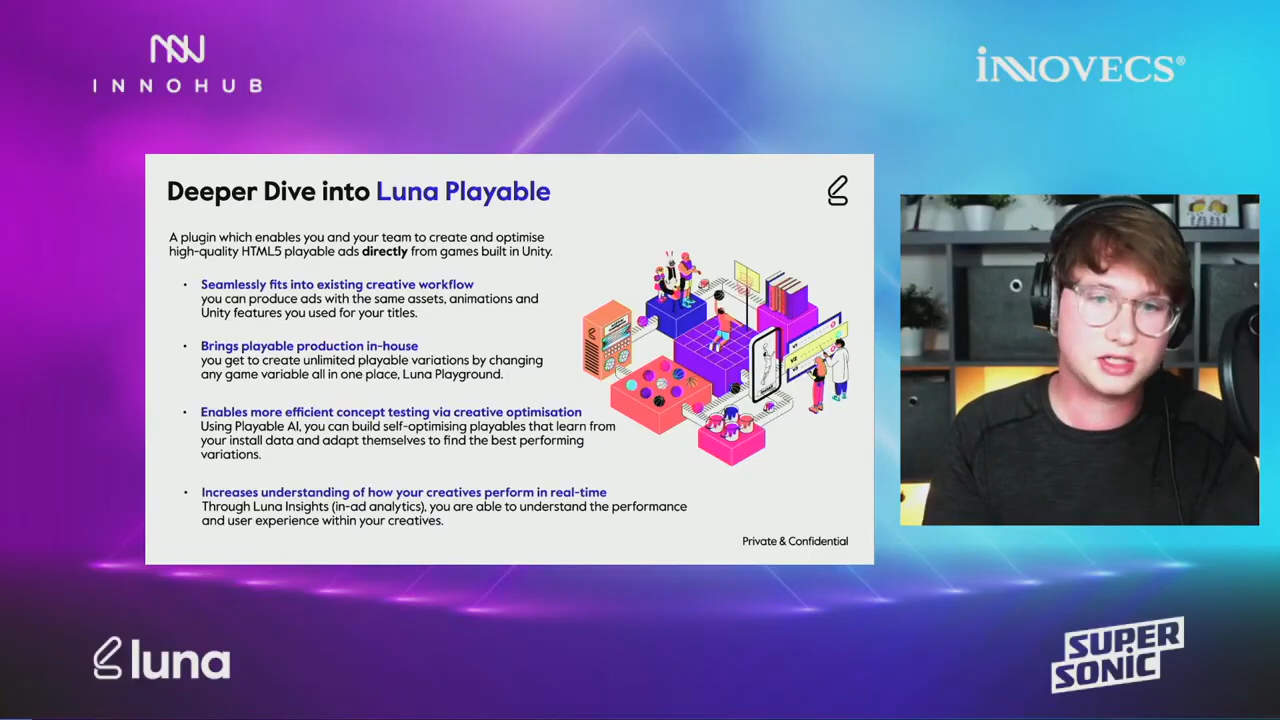 INNOHUB
INNOVECS®
Deeper Dive into Luna Playable
A plugin which enables you and your team to create and optimise
high-quality HTML5 playable ads directly from games built in Unity.
• Seamlessly fits into existing creative workflow
you can produce ads with the same assets, animations and
Unity features you used for your titles.
• Brings playable production in-house
you get to create unlimited playable variations by changing
any game variable all in one place, Luna Playground.
• Enables more efficient concept testing via creative optimisation
Using Playable AI, you can build self-optimising playables that learn from
your install data and adapt themselves to find the best performing
variations.
• Increases understanding of how your creatives perform in real-time
Through Luna Insights (in-ad analytics), you are able to understand the performance
and user experience within your creatives.
Private & Confidential
luna
SUPER
SONIC